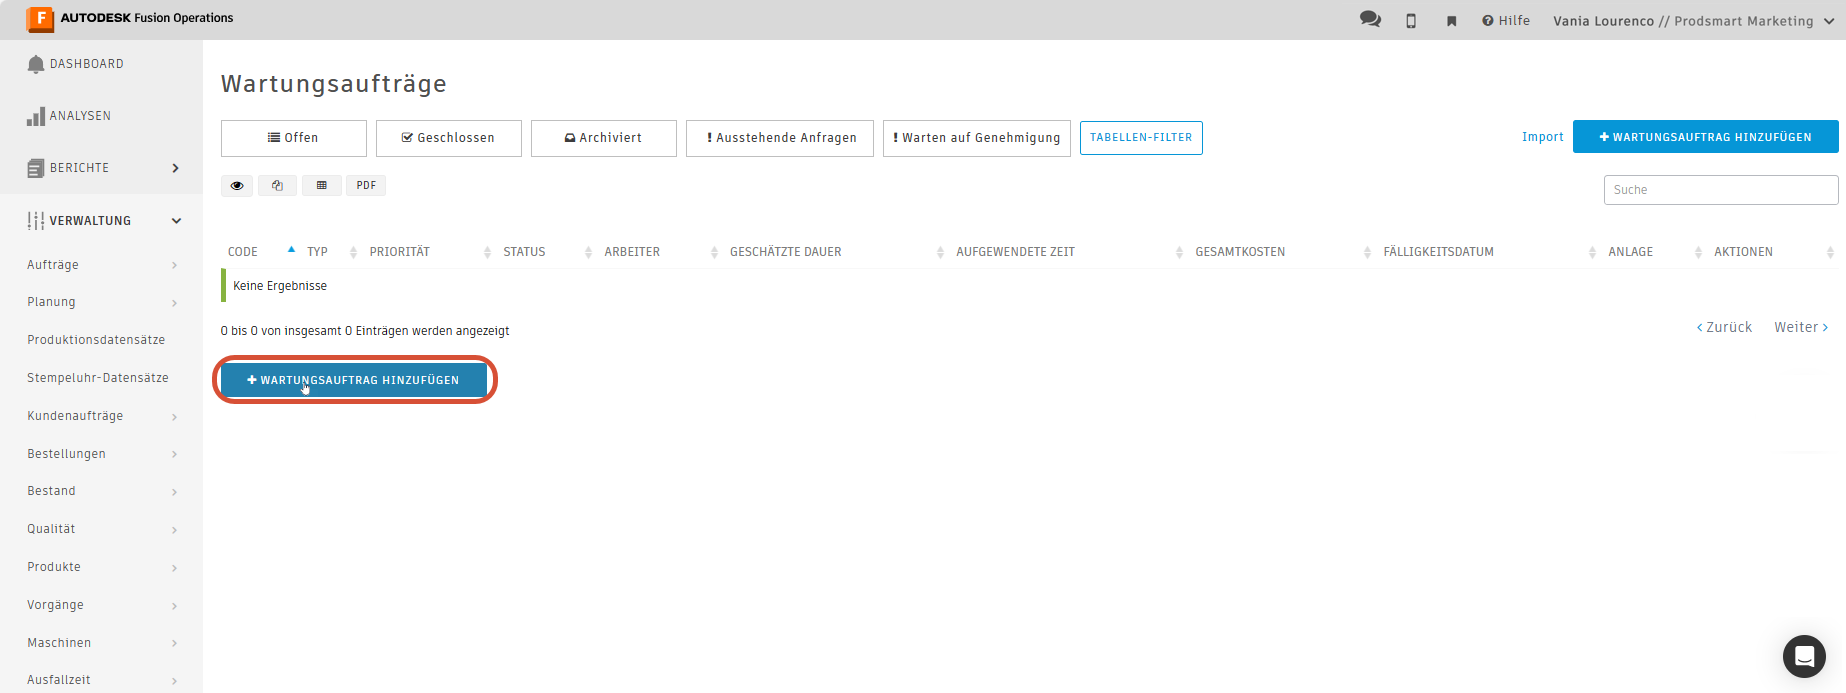 F AUTODESK Fusion Operations
Hilfe
Vania Lourenco // Prodsmart Marketing
DASHBOARD
ANALYSEN
BERICHTE
VERWALTUNG
Aufträge
Planung
Produktionsdatensätze
Stempeluhr-Datensätze
Kundenaufträge
Bestellungen
Bestand
Qualität
Produkte
Vorgänge
Maschinen
Ausfallzeit
Wartungsaufträge
Offen
Geschlossen
Archiviert
! Ausstehende Anfragen
! Warten auf Genehmigung
TABELLEN-FILTER
Import
+ WARTUNGSAUFTRAG HINZUFÜGEN
PDF
Suche
CODE TYP PRIORITÄT STATUS ARBEITER GESCHÄTZTE DAUER AUFGEWENDETE ZEIT GESAMTKOSTEN FÄLLIGKEITSDATUM ANLAGE AKTIONEN
Keine Ergebnisse
0 bis 0 von insgesamt 0 Einträgen werden angezeigt
‹ Zurück Weiter ›
+ WARTUNGSAUFTRAG HINZUFÜGEN